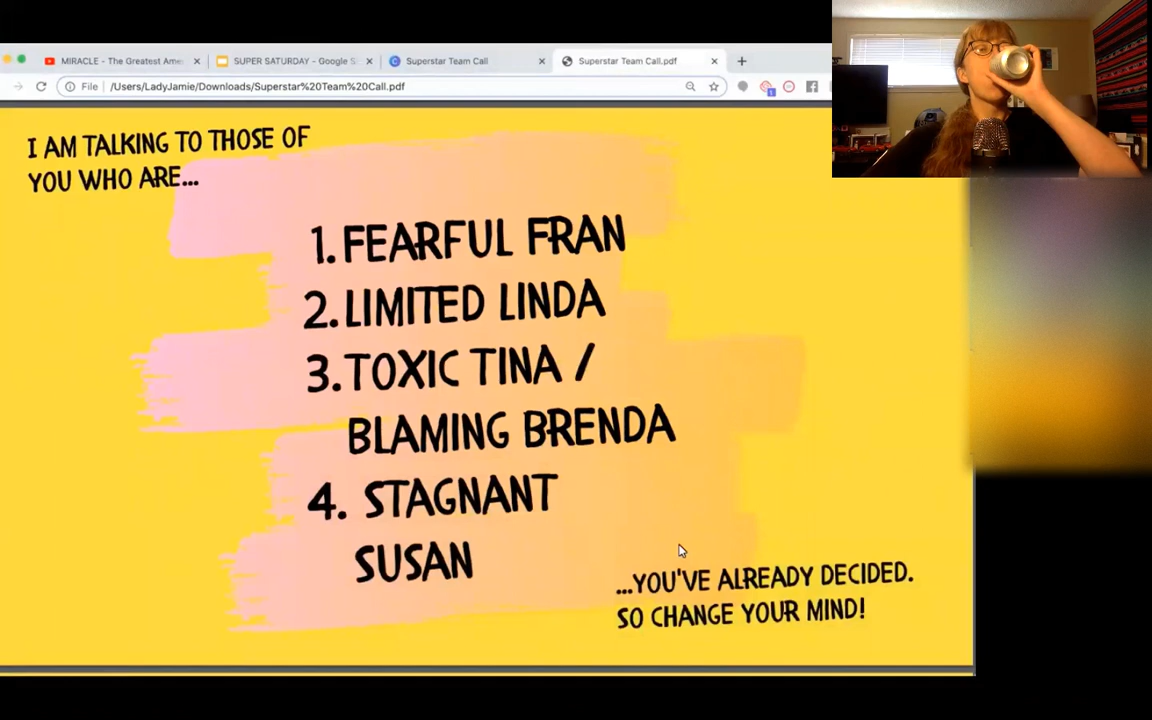 MIRACLE - The Greatest Ame
SUPER SATURDAY - Google S
Superstar Team Call
Superstar Team Call.pdf
File
/Users/LadyJamie/Downloads/Superstar%20Team%20Call.pdf
I AM TALKING TO THOSE OF
YOU WHO ARE...
1. FEARFUL FRAN
2. LIMITED LINDA
3. TOXIC TINA /
BLAMING BRENDA
4. STAGNANT
SUSAN
...YOU'VE ALREADY DECIDED.
SO CHANGE YOUR MIND!